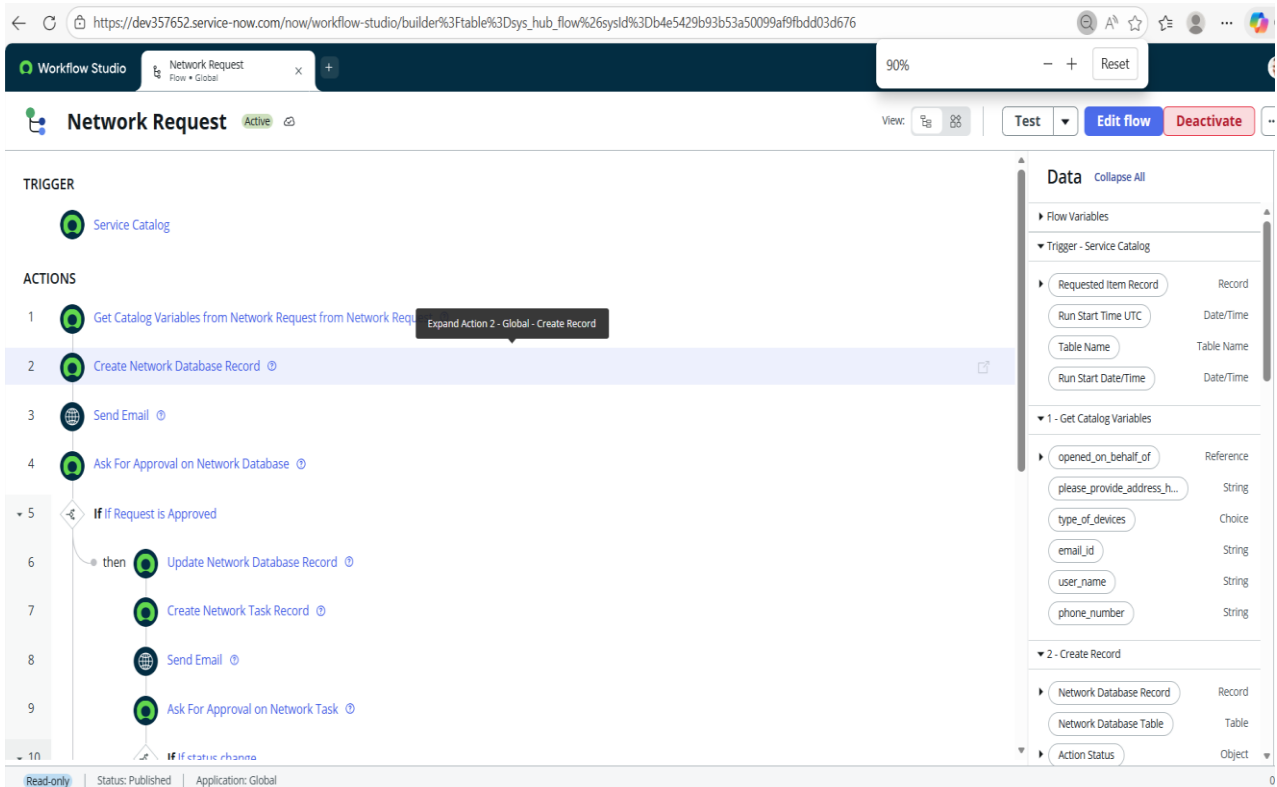 https://dev357652.service-now.com/now/workflow-studio/builder%3Ftable%3Dsys_hub_flow%26sysId%3Db4e5429b93b53a50099af9fbdd03d676
Workflow Studio
Network Request
Flow • Global
90%
Reset
Network Request Active
View:
Test
Edit flow
Deactivate
TRIGGER
Service Catalog
ACTIONS
1 Get Catalog Variables from Network Request from Network Requ
Expand Action 2 - Global - Create Record
2 Create Network Database Record
3 Send Email
4 Ask For Approval on Network Database
5 If If Request is Approved
6 then Update Network Database Record
7 Create Network Task Record
8 Send Email
9 Ask For Approval on Network Task
10 If If status change
Data Collapse All
Flow Variables
Trigger - Service Catalog
Requested Item Record Record
Run Start Time UTC Date/Time
Table Name Table Name
Run Start Date/Time Date/Time
1 - Get Catalog Variables
opened_on_behalf_of Reference
please_provide_address_h... String
type_of_devices Choice
email_id String
user_name String
phone_number String
2 - Create Record
Network Database Record Record
Network Database Table Table
Action Status Object
Read-only Status: Published Application: Global
0